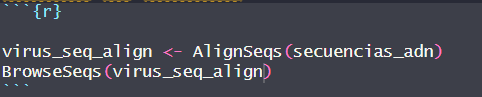 ```{r}
virus_seq_align <- AlignSeqs(secuencias_adn)
BrowseSeqs(virus_seq_align)
```